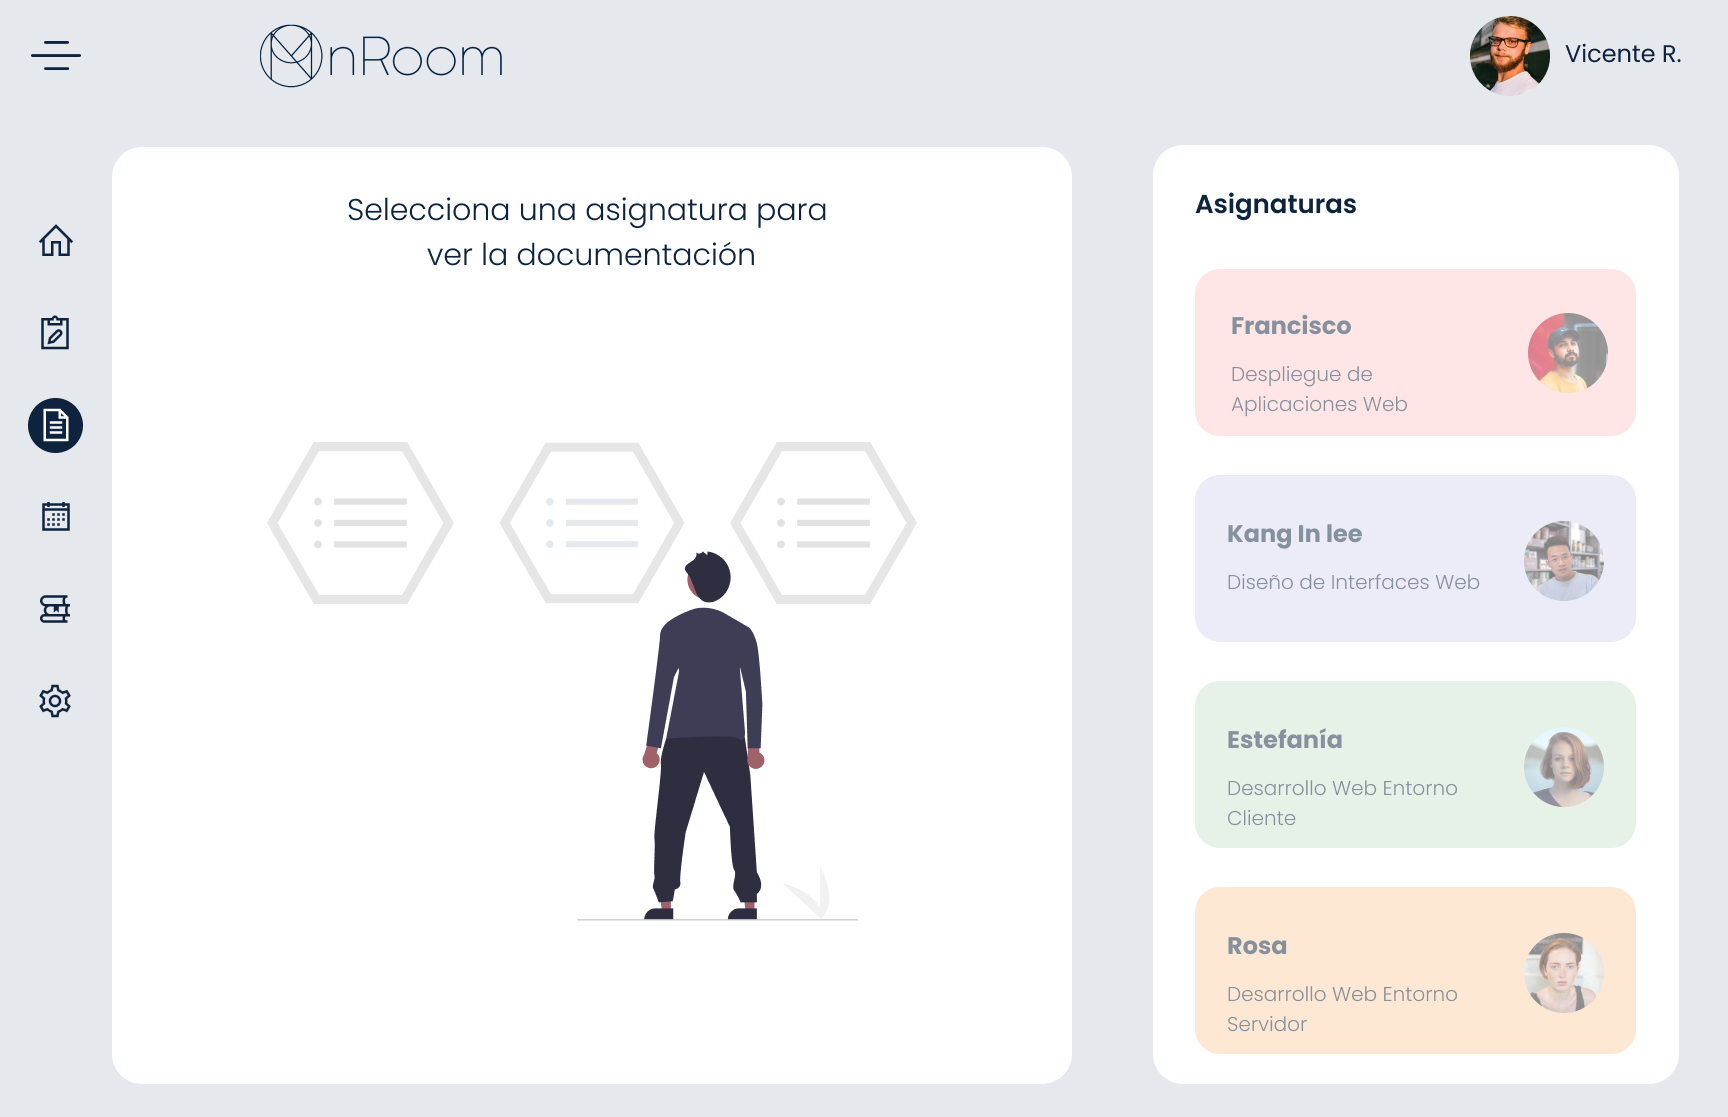 OnRoom
Vicente R.
Selecciona una asignatura para
ver la documentación
Asignaturas
Francisco
Despliegue de
Aplicaciones Web
Kang In lee
Diseño de Interfaces Web
Estefanía
Desarrollo Web Entorno
Cliente
Rosa
Desarrollo Web Entorno
Servidor